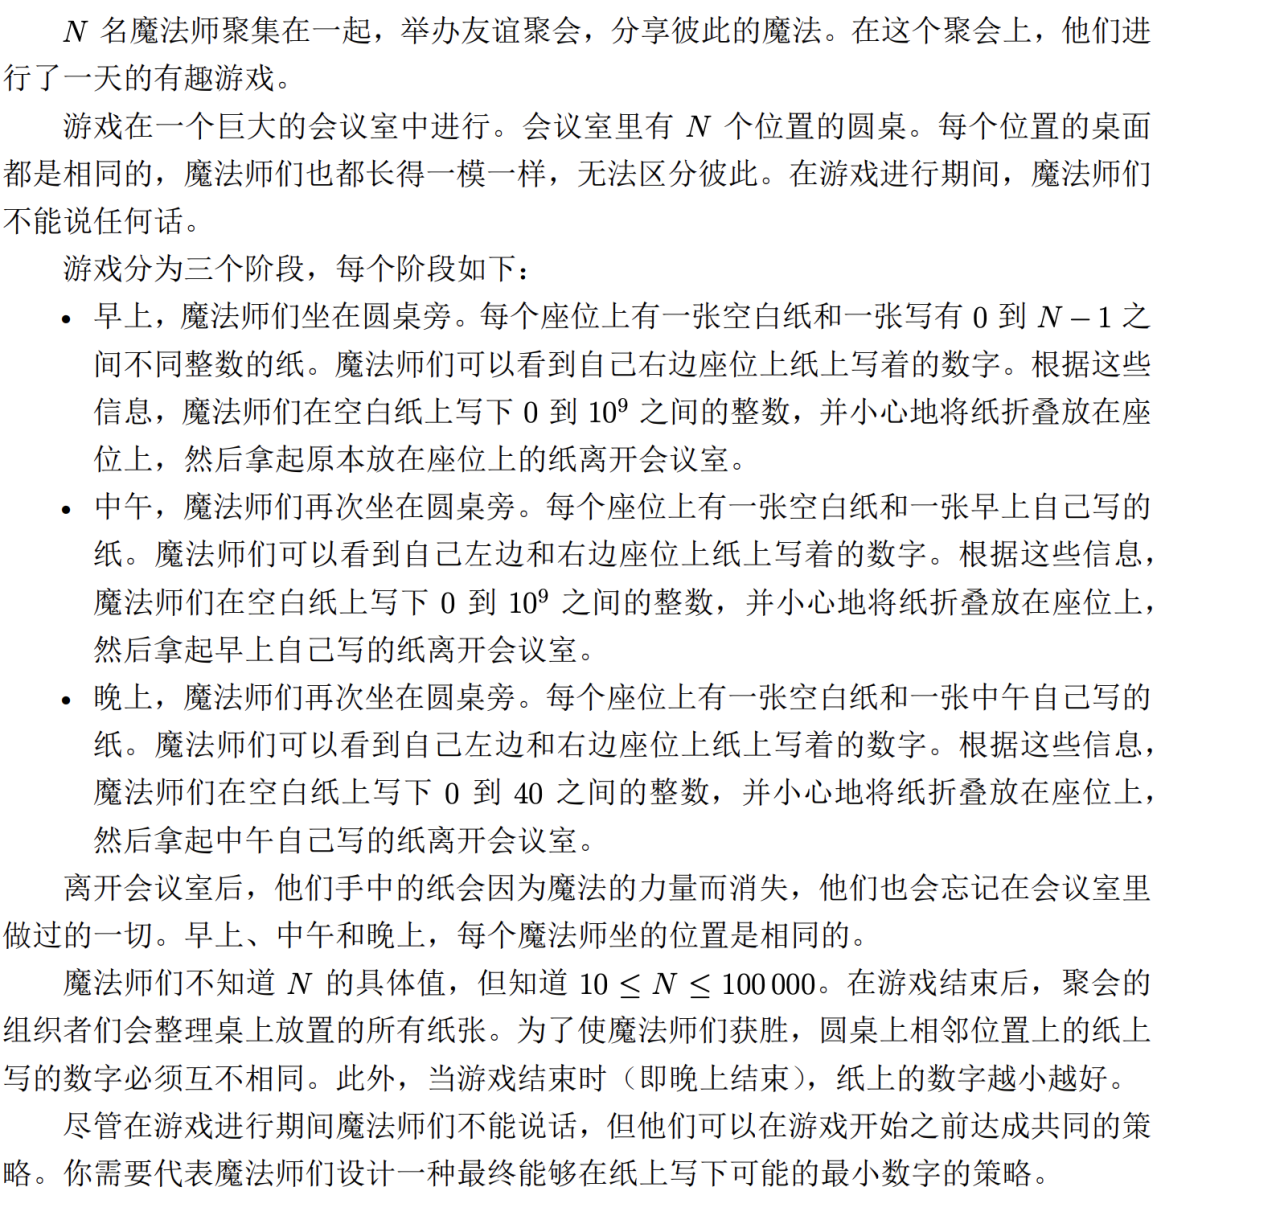 N 名魔法师聚集在一起，举办友谊聚会，分享彼此的魔法。在这个聚会上，他们进
行了一天的有趣游戏。
游戏在一个巨大的会议室中进行。会议室里有 N 个位置的圆桌。每个位置的桌面
都是相同的，魔法师们也都长得一模一样，无法区分彼此。在游戏进行期间，魔法师们
不能说任何话。
游戏分为三个阶段，每个阶段如下：
• 早上，魔法师们坐在圆桌旁。每个座位上有一张空白纸和一张写有 0 到 N − 1 之
间不同整数的纸。魔法师们可以看到自己右边座位上纸上写着的数字。根据这些
信息，魔法师们在空白纸上写下 0 到 10⁹ 之间的整数，并小心地将纸折叠放在座
位上，然后拿起原本放在座位上的纸离开会议室。
• 中午，魔法师们再次坐在圆桌旁。每个座位上有一张空白纸和一张早上自己写的
纸。魔法师们可以看到自己左边和右边座位上纸上写着的数字。根据这些信息，
魔法师们在空白纸上写下 0 到 10⁹ 之间的整数，并小心地将纸折叠放在座位上，
然后拿起早上自己写的纸离开会议室。
• 晚上，魔法师们再次坐在圆桌旁。每个座位上有一张空白纸和一张中午自己写的
纸。魔法师们可以看到自己左边和右边座位上纸上写着的数字。根据这些信息，
魔法师们在空白纸上写下 0 到 40 之间的整数，并小心地将纸折叠放在座位上，
然后拿起中午自己写的纸离开会议室。
离开会议室后，他们手中的纸会因为魔法的力量而消失，他们也会忘记在会议室里
做过的一切。早上、中午和晚上，每个魔法师坐的位置是相同的。
魔法师们不知道 N 的具体值，但知道 10 ≤ N ≤ 100 000。在游戏结束后，聚会的
组织者们会整理桌上放置的所有纸张。为了使魔法师们获胜，圆桌上相邻位置上的纸上
写的数字必须互不相同。此外，当游戏结束时（即晚上结束），纸上的数字越小越好。
尽管在游戏进行期间魔法师们不能说话，但他们可以在游戏开始之前达成共同的策
略。你需要代表魔法师们设计一种最终能够在纸上写下可能的最小数字的策略。